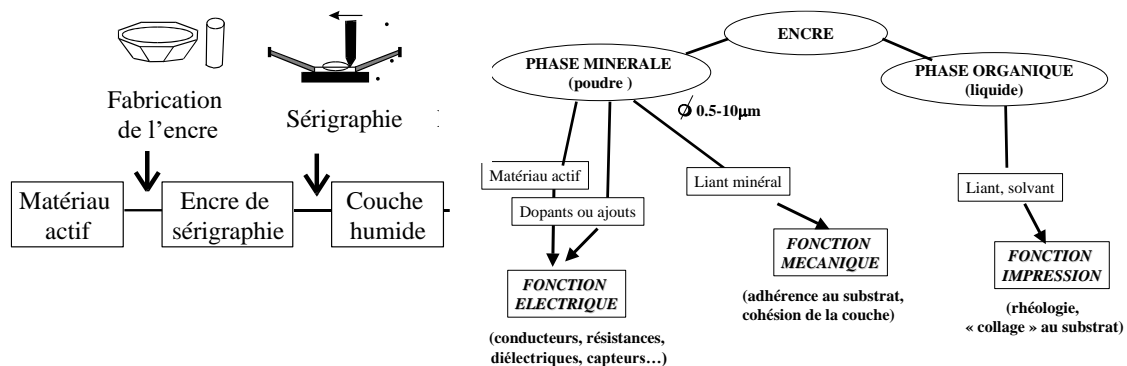 Fabrication
de l’encre
Sérigraphie
Matériau
actif
Encre de
sérigraphie
Couche
humide
ENCRE
PHASE MINERALE
(poudre )
PHASE ORGANIQUE
(liquide)
Ø 0.5-10µm
Matériau actif
Dopants ou ajouts
Liant minéral
Liant, solvant
FONCTION
ELECTRIQUE
(conducteurs, résistances,
diélectriques, capteurs…)
FONCTION
MECANIQUE
(adhérence au substrat,
cohésion de la couche)
FONCTION
IMPRESSION
(rhéologie,
« collage » au substrat)